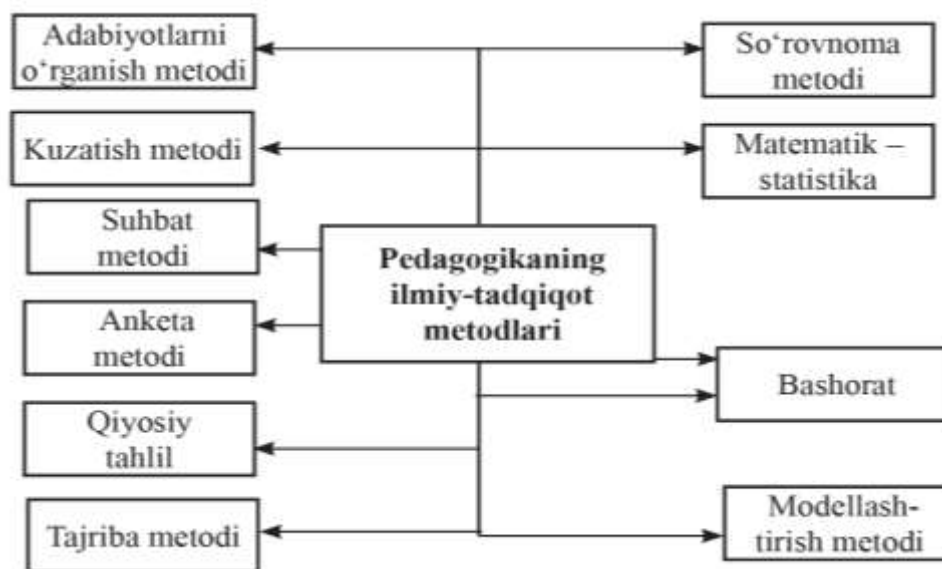 Adabiyotlarni
o‘rganish metodi
Kuzatish metodi
Suhbat
metodi
Anketa
metodi
Qiyosiy
tahlil
Tajriba metodi
Pedagogikaning
ilmiy-tadqiqot
metodlari
So‘rovnoma
metodi
Matematik –
statistika
Bashorat
Modellash-
tirish metodi